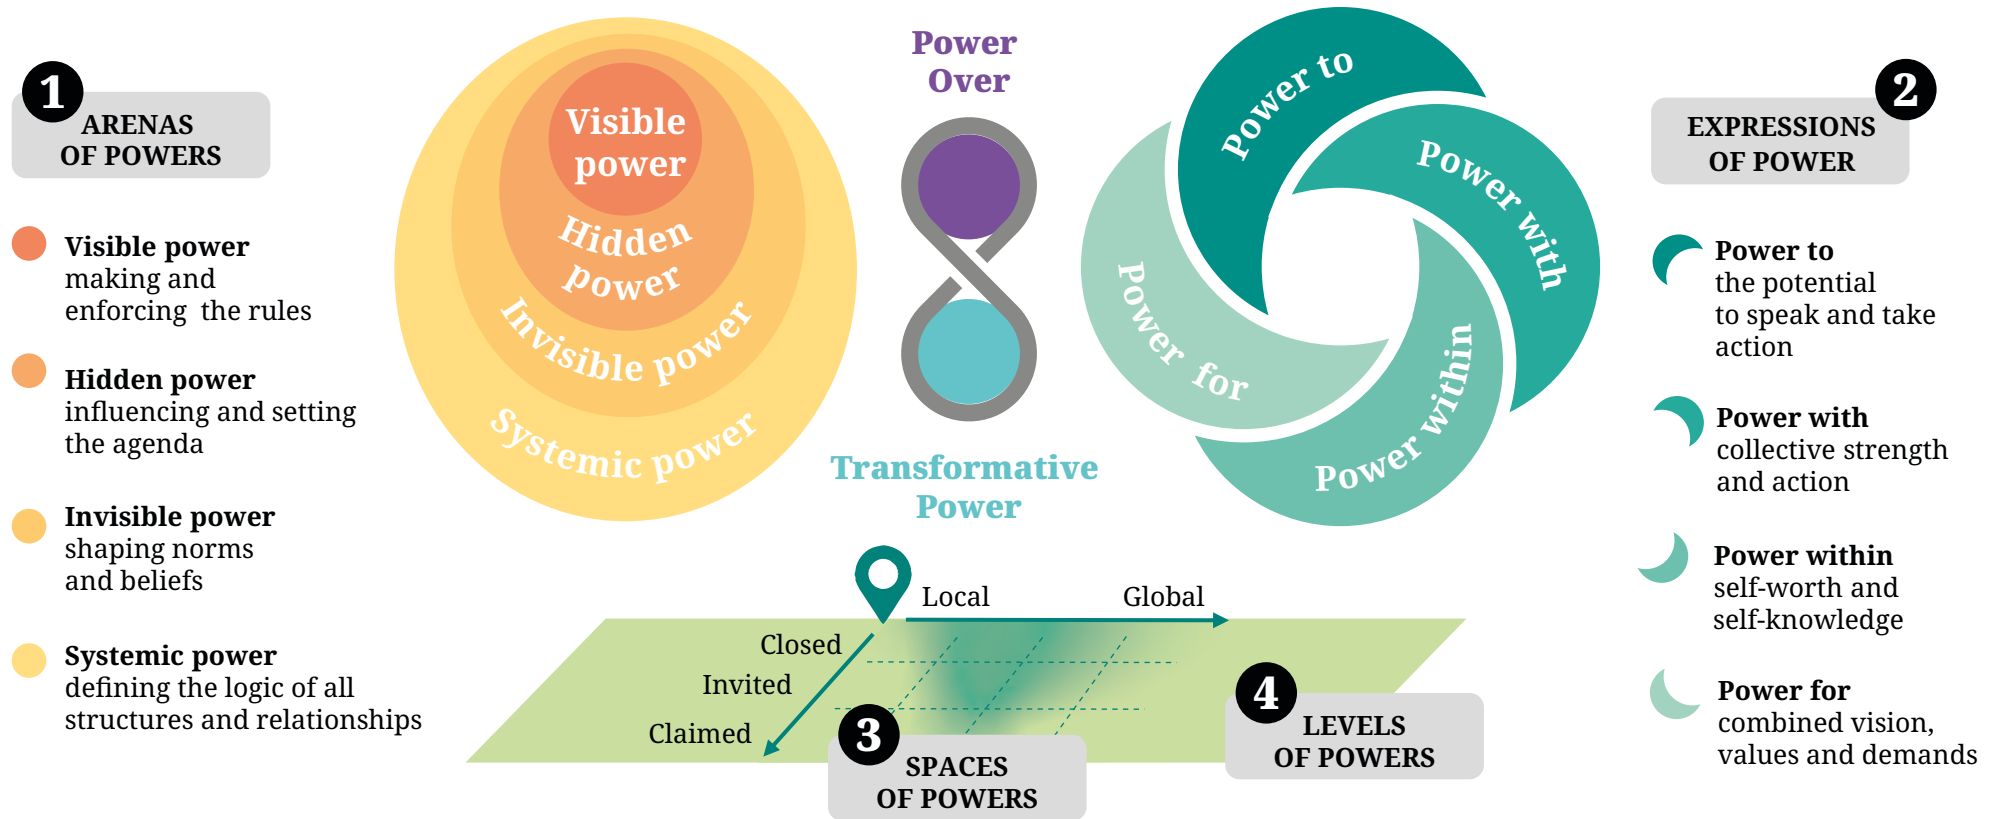 1
ARENAS
OF POWERS
Visible power
making and
enforcing the rules
Hidden power
influencing and setting
the agenda
Invisible power
shaping norms
and beliefs
Systemic power
defining the logic of all
structures and relationships
Visible
power
Hidden
power
Invisible power
Systemic power
Power
Over
Transformative
Power
Power to
Power with
Power within
Power for
2
EXPRESSIONS
OF POWER
Power to
the potential
to speak and take
action
Power with
collective strength
and action
Power within
self-worth and
self-knowledge
Power for
combined vision,
values and demands
Local
Global
Closed
Invited
Claimed
3
SPACES
OF POWERS
4
LEVELS
OF POWERS